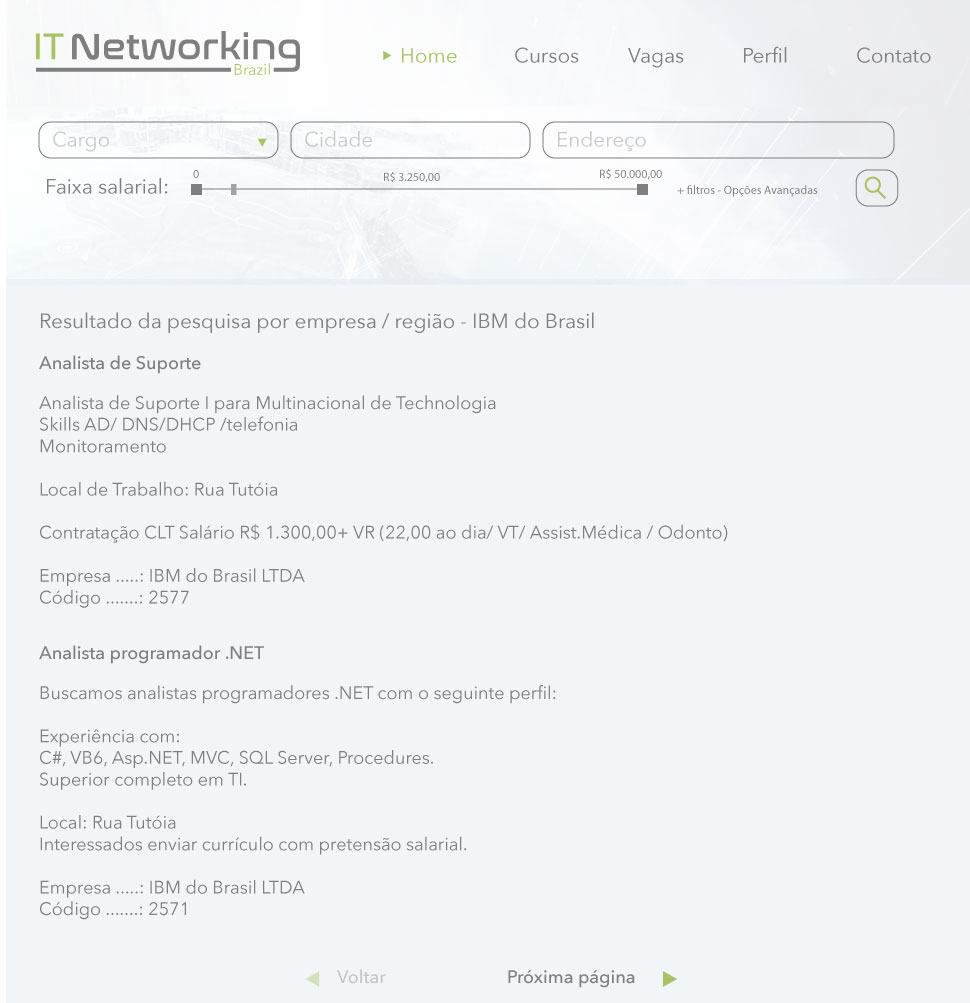 IT Networking
Brazil
Home Cursos Vagas Perfil Contato
Cargo Cidade Endereço
Faixa salarial: 0 R$ 3.250,00 R$ 50.000,00 + filtros - Opções Avançadas
Resultado da pesquisa por empresa / região - IBM do Brasil
Analista de Suporte
Analista de Suporte I para Multinacional de Technologia
Skills AD/ DNS/DHCP /telefonia
Monitoramento
Local de Trabalho: Rua Tutóia
Contratação CLT Salário R$ 1.300,00+ VR (22,00 ao dia/ VT/ Assist.Médica / Odonto)
Empresa .....: IBM do Brasil LTDA
Código .......: 2577
Analista programador .NET
Buscamos analistas programadores .NET com o seguinte perfil:
Experiência com:
C#, VB6, Asp.NET, MVC, SQL Server, Procedures.
Superior completo em TI.
Local: Rua Tutóia
Interessados enviar currículo com pretensão salarial.
Empresa .....: IBM do Brasil LTDA
Código .......: 2571
Voltar Próxima página